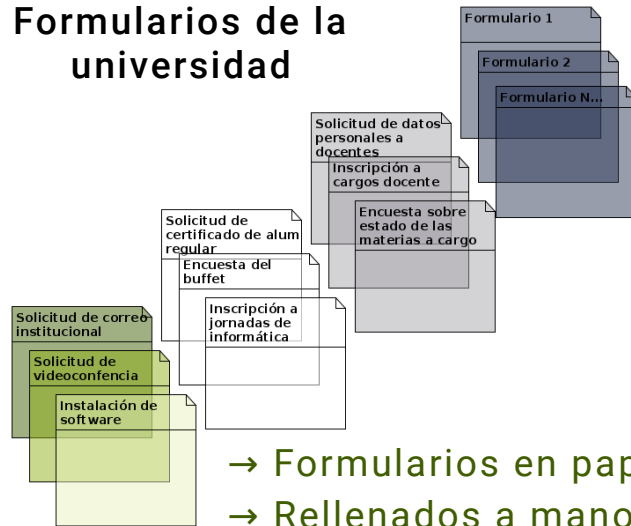 Formularios de la
universidad
Formulario 1
Formulario 2
Formulario N...
Solicitud de datos
personales a
docentes
Inscripción a
cargos docente
Encuesta sobre
estado de las
materias a cargo
Solicitud de
certificado de alum
regular
Encuesta del
buffet
Inscripción a
jornadas de
informática
Solicitud de correo
institucional
Solicitud de
videoconfencia
Instalación de
software
→ Formularios en pap
→ Rellenados a mano